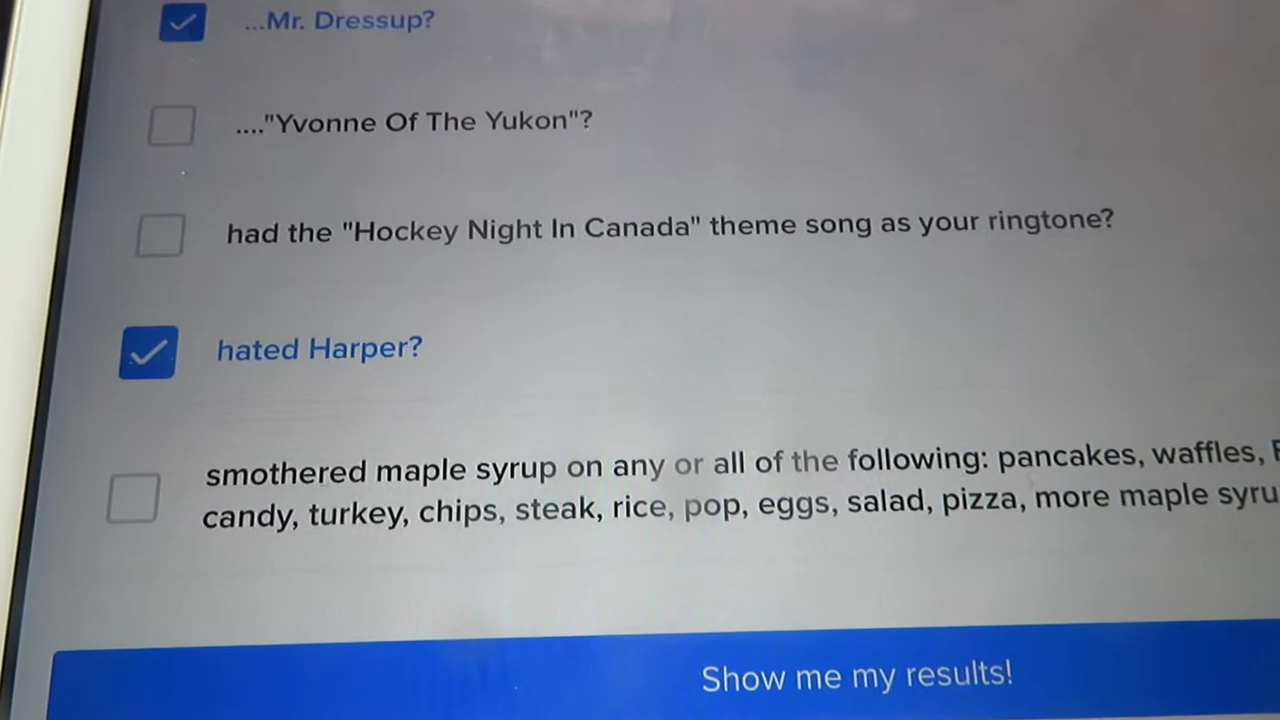 ...Mr. Dressup?
...."Yvonne Of The Yukon"?
had the "Hockey Night In Canada" theme song as your ringtone?
hated Harper?
smothered maple syrup on any or all of the following: pancakes, waffles,
candy, turkey, chips, steak, rice, pop, eggs, salad, pizza, more maple syru
Show me my results!